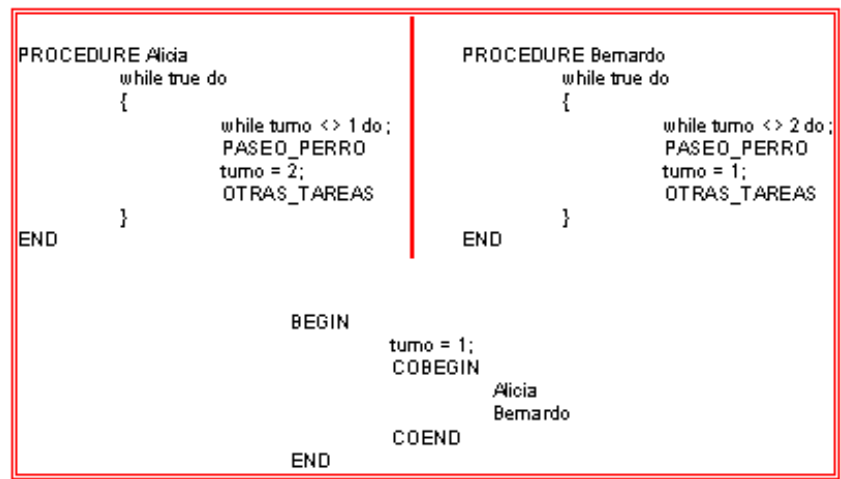 PROCEDURE Alicia
while true do
{
while turno <> 1 do ;
PASEO_PERRO
turno = 2;
OTRAS_TAREAS
}
END
PROCEDURE Bernardo
while true do
{
while turno <> 2 do ;
PASEO_PERRO
turno = 1;
OTRAS_TAREAS
}
END
BEGIN
turno = 1;
COBEGIN
Alicia
Bernardo
COEND
END